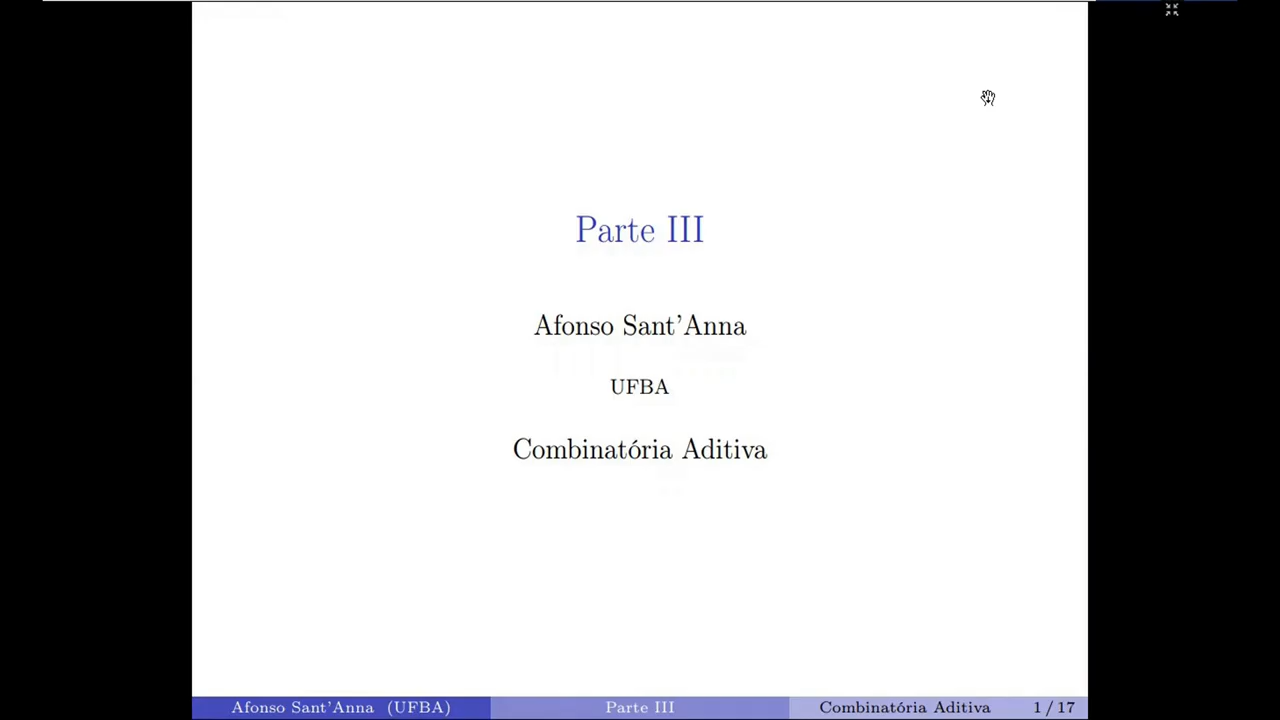 Parte III
Afonso Sant'Anna
UFBA
Combinatória Aditiva
Afonso Sant'Anna (UFBA) Parte III Combinatória Aditiva 1 / 17